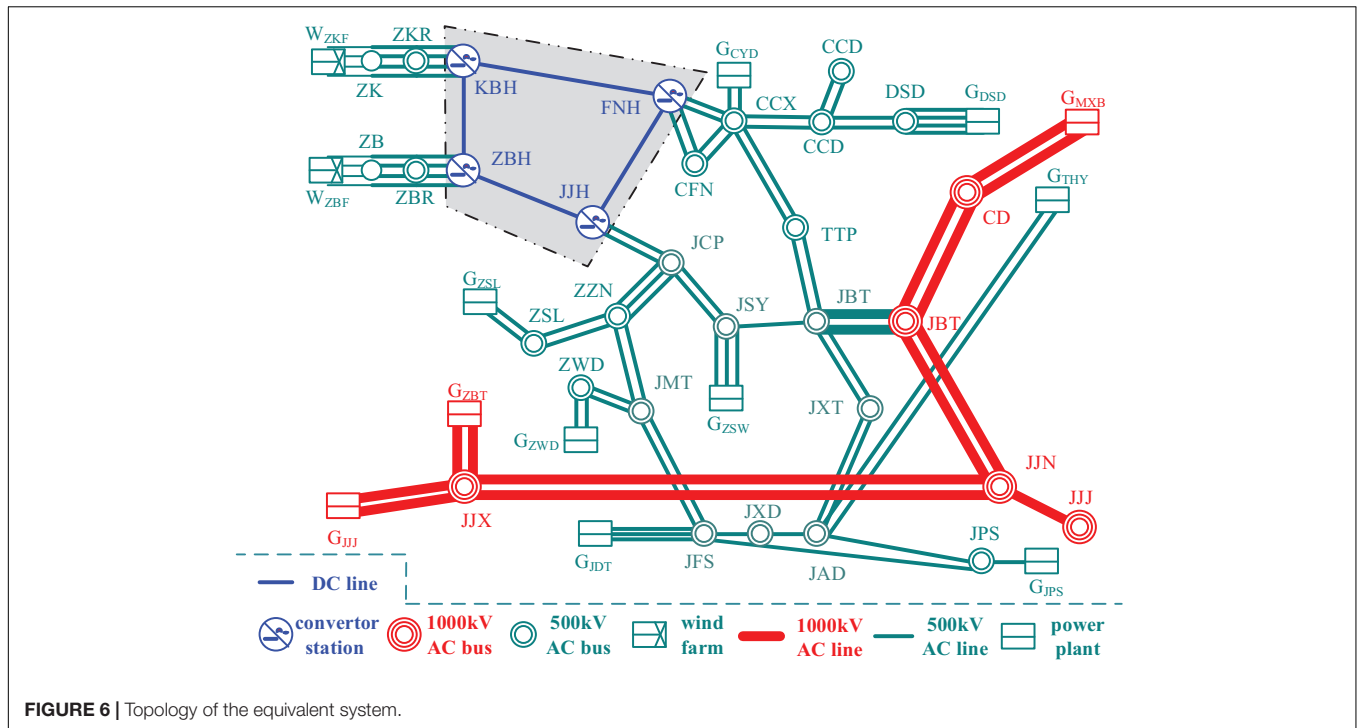 W_ZKF ZKR
ZK KBH
FNH
G_CYD CCD
CCX DSD G_DSD
CCD
G_MXB
ZB ZBH
W_ZBF ZBR
JJH CFN
G_THY
CD
TTP
JCP
G_ZSL ZZN
ZSL JSY JBT JBT
ZWD JMT
G_ZWD G_ZSW JXT
G_ZBT
JJN
JJJ
JJX
G_JJJ
G_JDT JFS JXD JAD JPS
G_JPS
DC line
convertor station
1000kV AC bus
500kV AC bus
wind farm
1000kV AC line
500kV AC line
power plant
FIGURE 6 | Topology of the equivalent system.